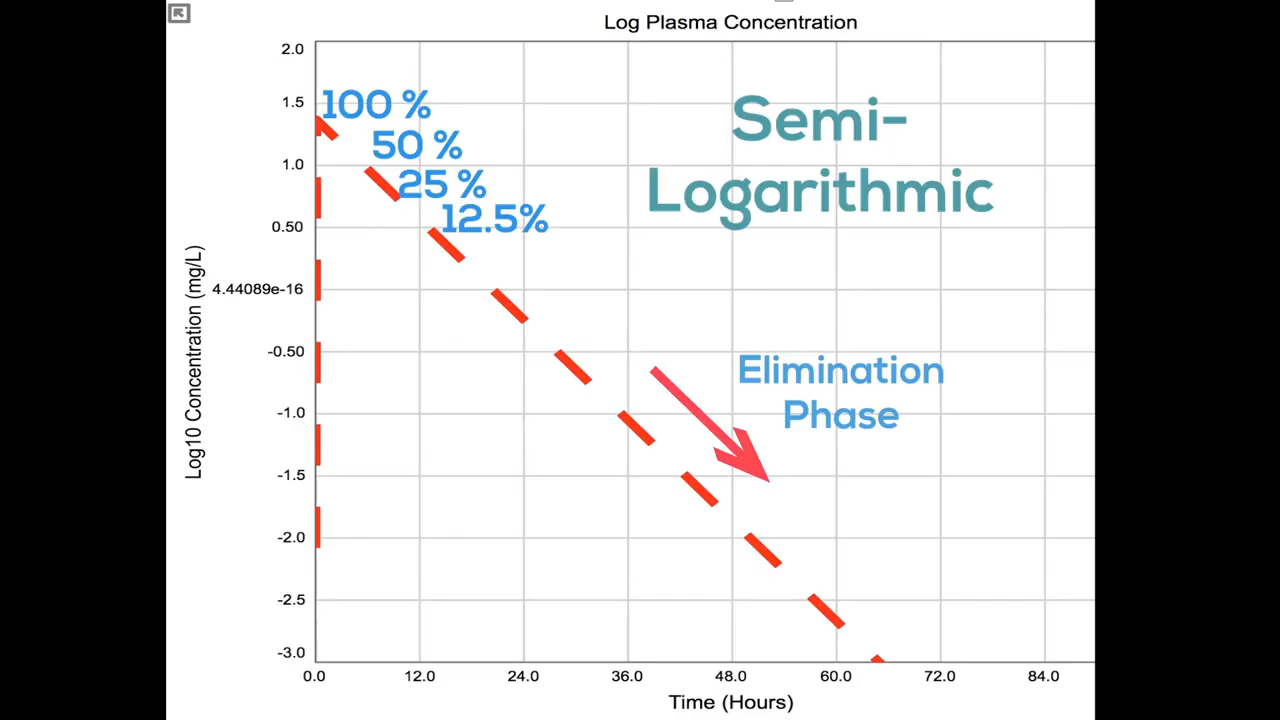 Log Plasma Concentration
2.0
1.5
1.0
0.50
4.44089e-16
-0.50
-1.0
-1.5
-2.0
-2.5
-3.0
Log10 Concentration (mg/L)
100 %
50 %
25 %
12.5%
Semi-
Logarithmic
Elimination
Phase
0.0 12.0 24.0 36.0 48.0 60.0 72.0 84.0
Time (Hours)